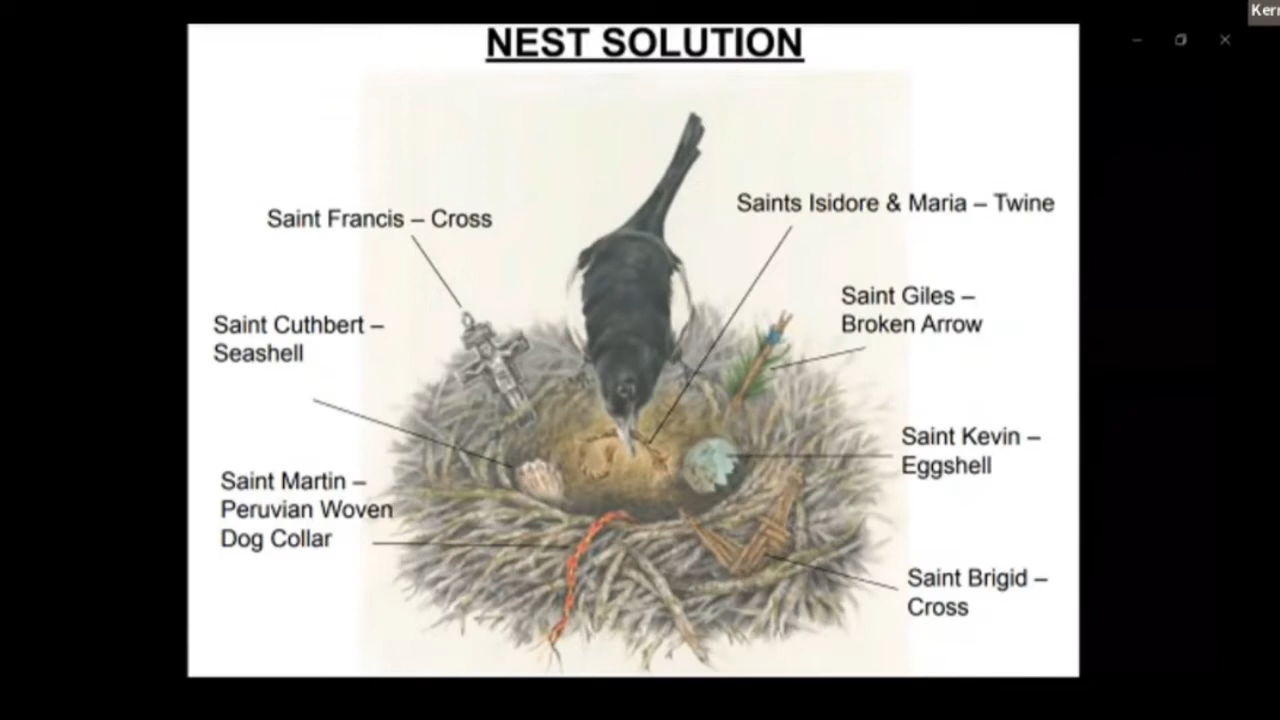 NEST SOLUTION
Saint Francis – Cross
Saints Isidore & Maria – Twine
Saint Giles –
Broken Arrow
Saint Cuthbert –
Seashell
Saint Kevin –
Eggshell
Saint Martin –
Peruvian Woven
Dog Collar
Saint Brigid –
Cross